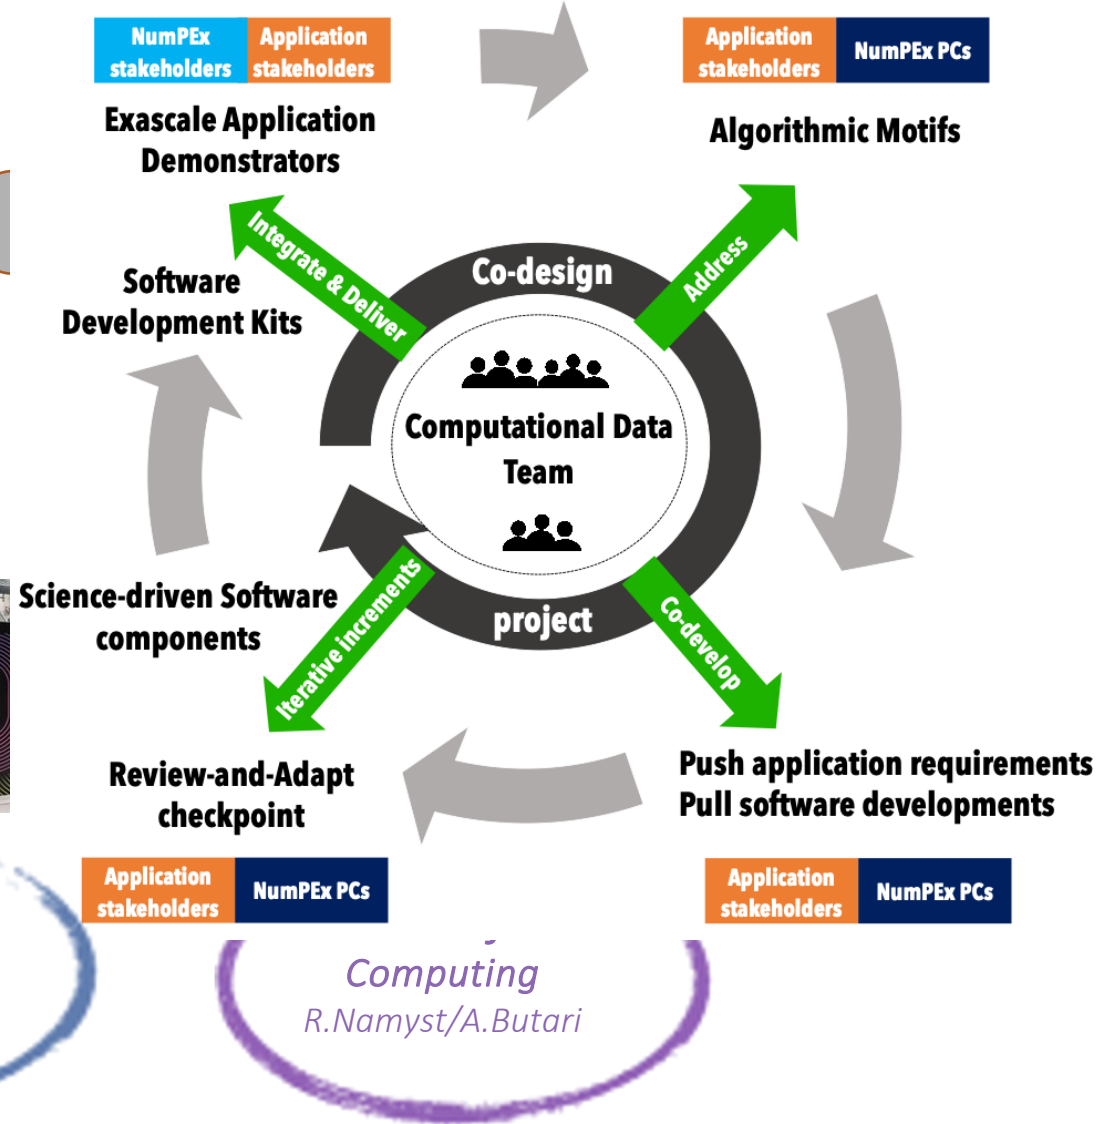 NumPEx
stakeholders
Application
stakeholders
Application
stakeholders
NumPEx PCs
Exascale Application
Demonstrators
Algorithmic Motifs
Integrate & Deliver
Address
Software
Development Kits
Co-design
Computational Data
Team
Science-driven Software
components
Iterative increments
project
Co-develop
Review-and-Adapt
checkpoint
Push application requirements
Pull software developments
Application
stakeholders
NumPEx PCs
Application
stakeholders
NumPEx PCs
Computing
R.Namyst/A.Butari